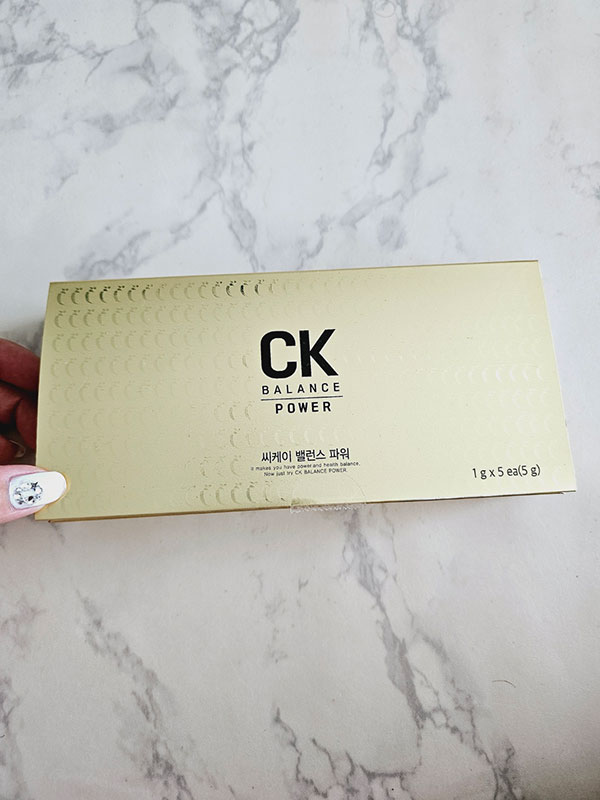 CK
BALANCE
POWER
씨케이 밸런스 파워
It makes you have power and health balance.
Now just try CK BALANCE POWER.
1 g x 5 ea(5 g)